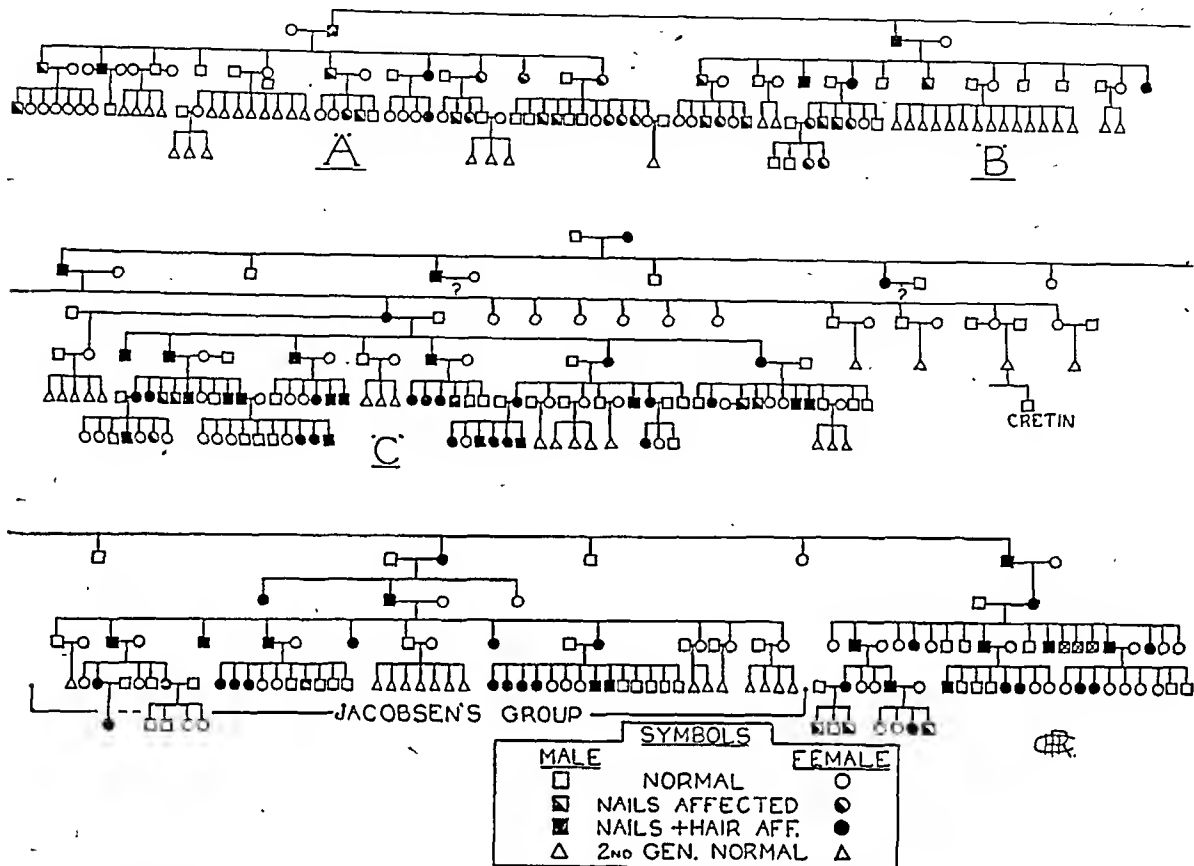 "A"
"B"
?
?
CRETIN
"C"
JACOBSEN'S GROUP
SYMBOLS
MALE FEMALE
NORMAL
NAILS AFFECTED
NAILS + HAIR AFF.
2ND GEN. NORMAL